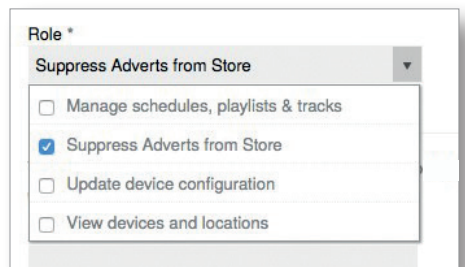 Role *
Suppress Adverts from Store
Manage schedules, playlists & tracks
Suppress Adverts from Store
Update device configuration
View devices and locations